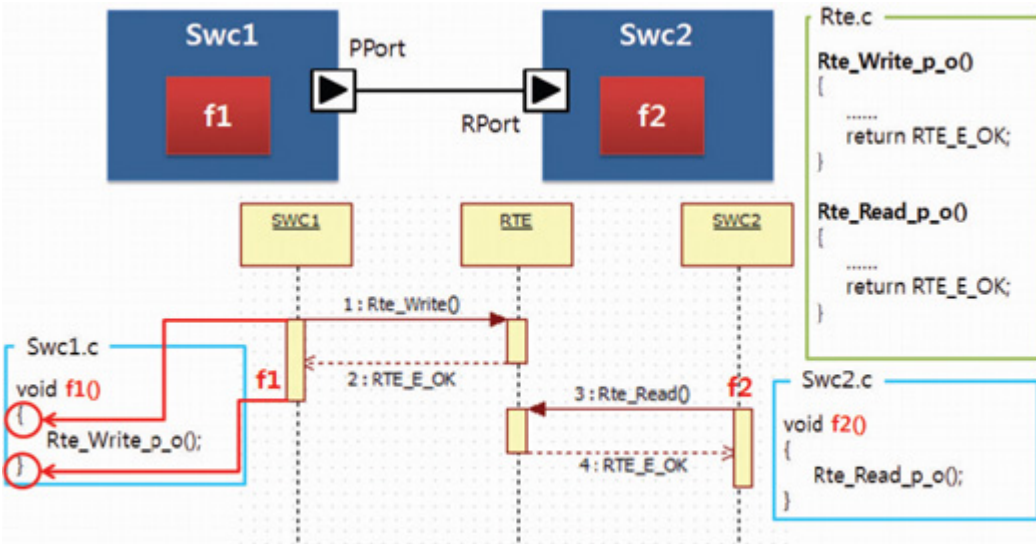 Swc1
f1
PPort
RPort
Swc2
f2
Rte.c
Rte_Write_p_o()
{
......
return RTE_E_OK;
}
Rte_Read_p_o()
{
......
return RTE_E_OK;
}
SWC1
RTE
SWC2
1 : Rte_Write()
2 : RTE_E_OK
f1
3 : Rte_Read()
f2
4 : RTE_E_OK
Swc1.c
void f1()
{
Rte_Write_p_o();
}
Swc2.c
void f2()
{
Rte_Read_p_o();
}